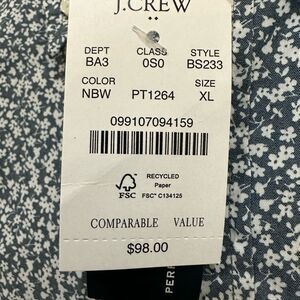 J.CREW
DEPT CLASS STYLE
BA3 0S0 BS233
COLOR SIZE
NBW PT1264 XL
099107094159
RECYCLED
Paper
FSC FSC® C134125
COMPARABLE VALUE
$98.00